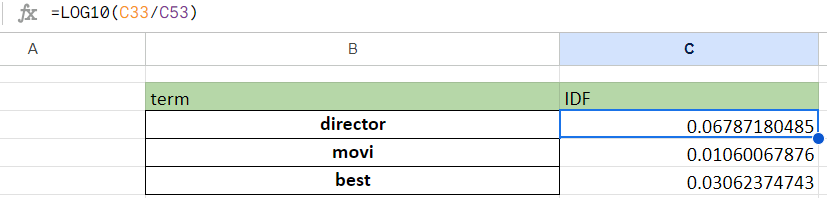 fx =LOG10(C33/C53)
A B C
term IDF
director 0.06787180485
movi 0.01060067876
best 0.03062374743